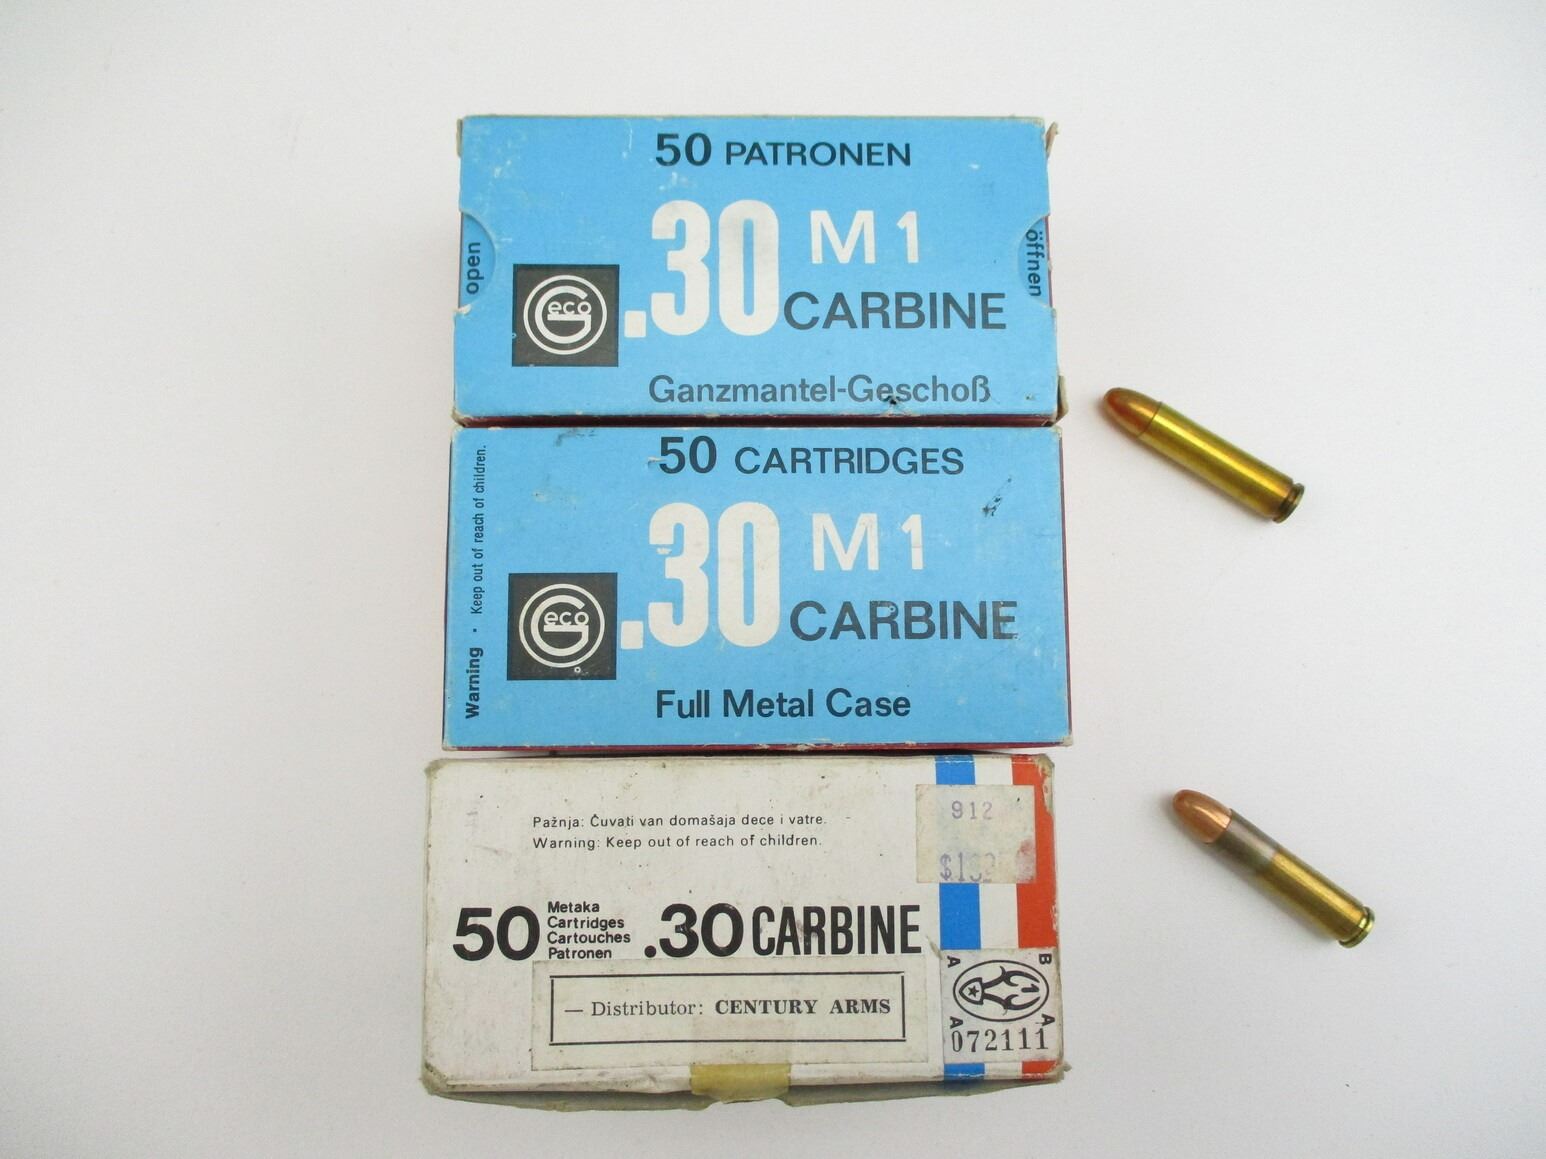 50 PATRONEN
.30 M1
CARBINE
Geco
Ganzmantel-Geschoß
open
öffnen
50 CARTRIDGES
.30 M1
CARBINE
Geco
Full Metal Case
Warning • Keep out of reach of children.
Pažnja: Čuvati van domašaja dece i vatre.
Warning: Keep out of reach of children.
912
50 Metaka
Cartridges
Cartouches
Patronen
.30 CARBINE
— Distributor: CENTURY ARMS
A B
A A
072111